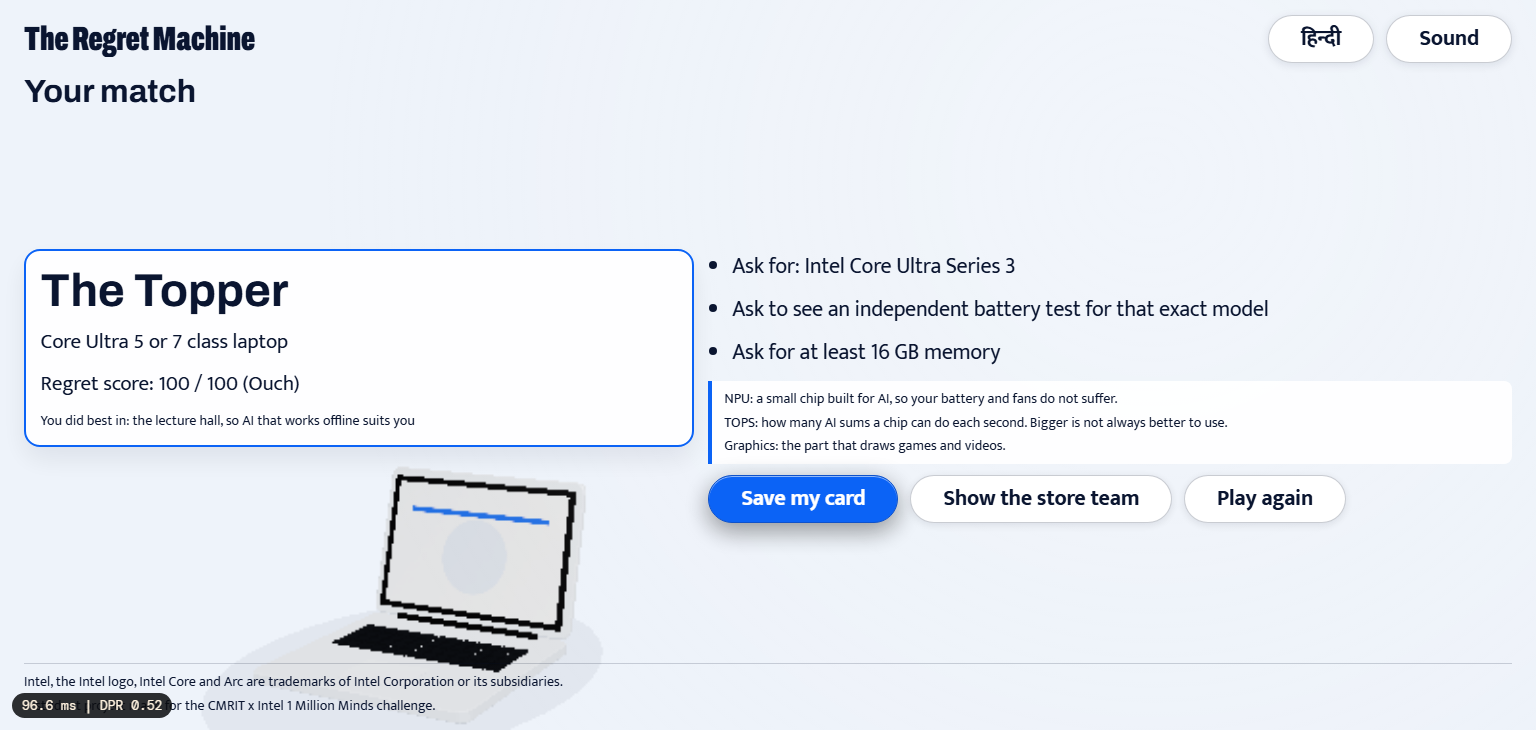 The Regret Machine
हिन्दी
Sound
Your match
The Topper
Core Ultra 5 or 7 class laptop
Regret score: 100 / 100 (Ouch)
You did best in: the lecture hall, so AI that works offline suits you
Ask for: Intel Core Ultra Series 3
Ask to see an independent battery test for that exact model
Ask for at least 16 GB memory
NPU: a small chip built for AI, so your battery and fans do not suffer.
TOPS: how many AI sums a chip can do each second. Bigger is not always better to use.
Graphics: the part that draws games and videos.
Save my card
Show the store team
Play again
Intel, the Intel logo, Intel Core and Arc are trademarks of Intel Corporation or its subsidiaries.
96.6 ms | DPR 0.52
for the CMRIT x Intel 1 Million Minds challenge.